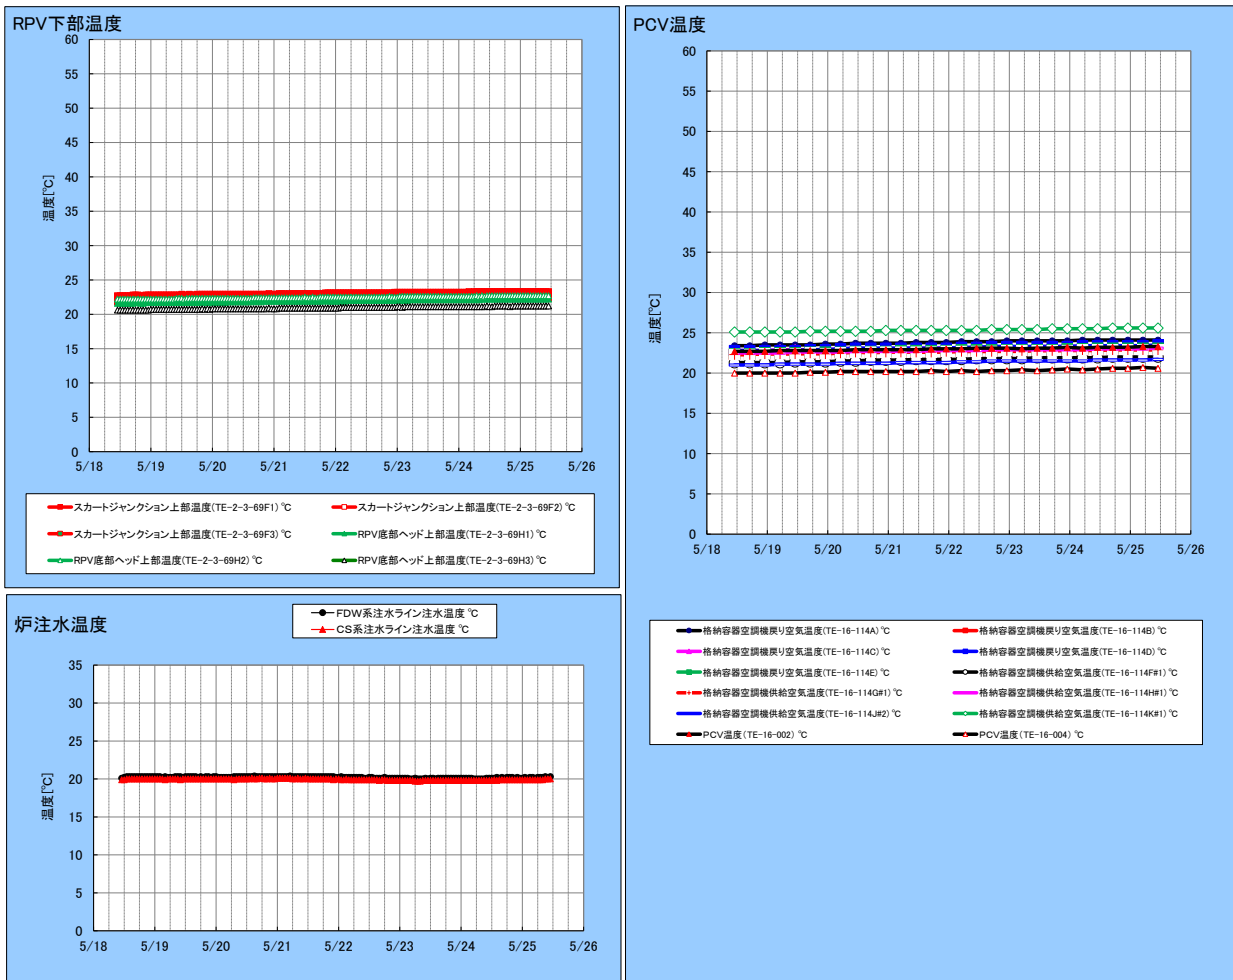 RPV下部温度
60
55
50
45
40
35
30
25
20
15
10
5
0
温度[℃]
5/18 5/19 5/20 5/21 5/22 5/23 5/24 5/25 5/26
スカートジャンクション上部温度(TE-2-3-69F1) ℃ スカートジャンクション上部温度(TE-2-3-69F2) ℃
スカートジャンクション上部温度(TE-2-3-69F3) ℃ RPV底部ヘッド上部温度(TE-2-3-69H1) ℃
RPV底部ヘッド上部温度(TE-2-3-69H2) ℃ RPV底部ヘッド上部温度(TE-2-3-69H3) ℃
炉注水温度
FDW系注水ライン注水温度 ℃
CS系注水ライン注水温度 ℃
35
30
25
20
15
10
5
0
温度[℃]
5/18 5/19 5/20 5/21 5/22 5/23 5/24 5/25 5/26
PCV温度
60
55
50
45
40
35
30
25
20
15
10
5
0
温度[℃]
5/18 5/19 5/20 5/21 5/22 5/23 5/24 5/25 5/26
格納容器空調機戻り空気温度(TE-16-114A) ℃ 格納容器空調機戻り空気温度(TE-16-114B) ℃
格納容器空調機戻り空気温度(TE-16-114C) ℃ 格納容器空調機戻り空気温度(TE-16-114D) ℃
格納容器空調機戻り空気温度(TE-16-114E) ℃ 格納容器空調機供給空気温度(TE-16-114F#1) ℃
格納容器空調機供給空気温度(TE-16-114G#1) ℃ 格納容器空調機供給空気温度(TE-16-114H#1) ℃
格納容器空調機供給空気温度(TE-16-114J#2) ℃ 格納容器空調機供給空気温度(TE-16-114K#1) ℃
PCV温度(TE-16-002) ℃ PCV温度(TE-16-004) ℃